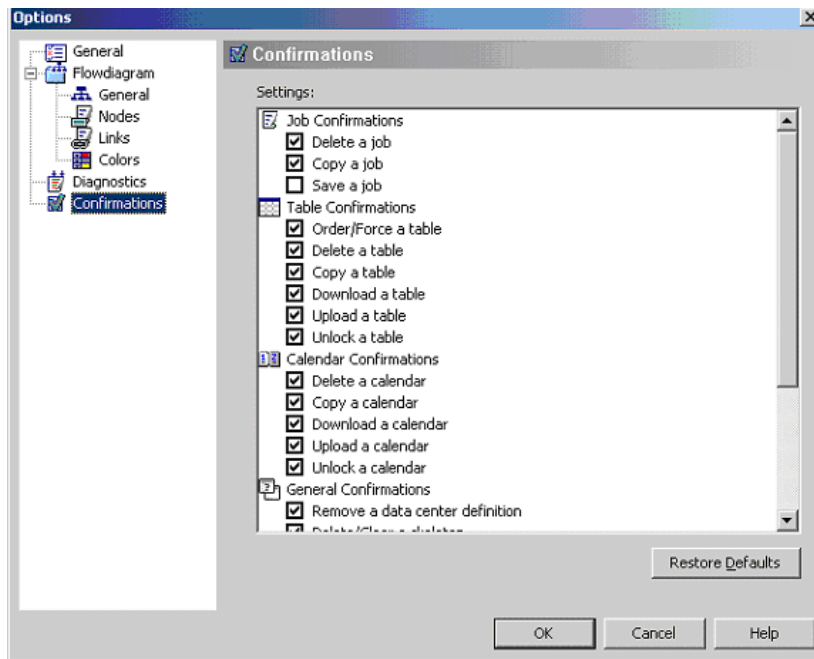 Options
General
Flowdiagram
General
Nodes
Links
Colors
Diagnostics
Confirmations
Confirmations
Settings:
Job Confirmations
Delete a job
Copy a job
Save a job
Table Confirmations
Order/Force a table
Delete a table
Copy a table
Download a table
Upload a table
Unlock a table
Calendar Confirmations
Delete a calendar
Copy a calendar
Download a calendar
Upload a calendar
Unlock a calendar
General Confirmations
Remove a data center definition
Delete/Clear a skeleton
Restore Defaults
OK
Cancel
Help